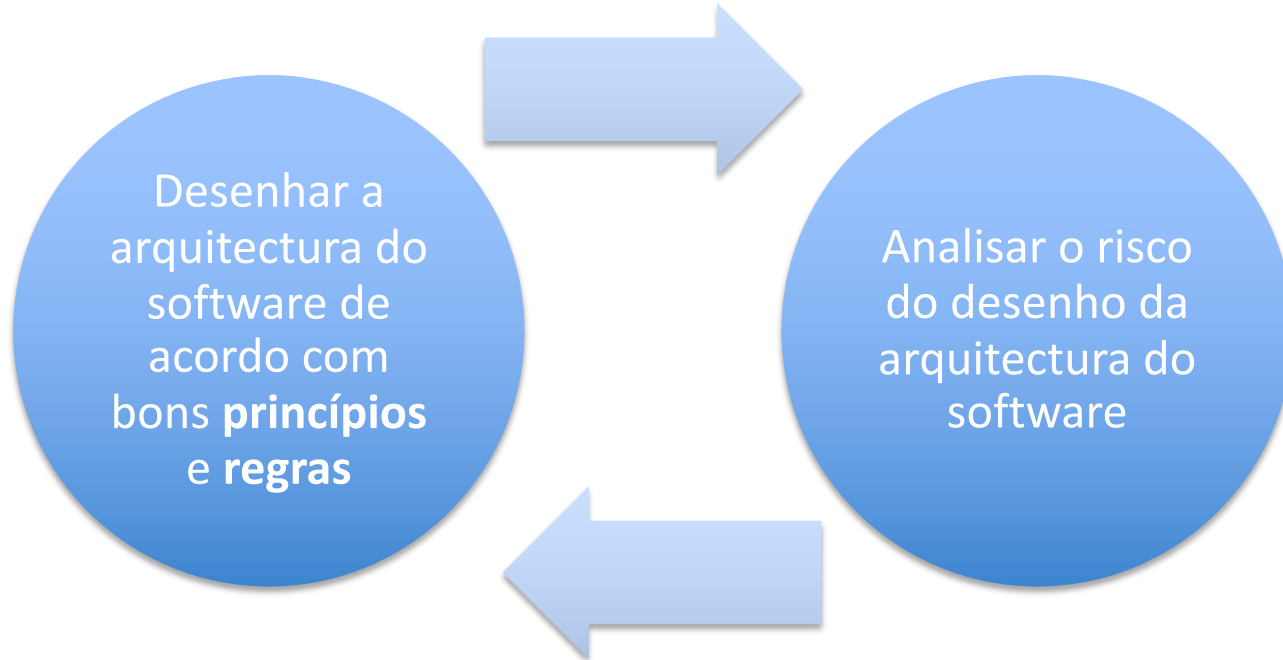 Desenhar a
arquitectura do
software de
acordo com
bons princípios
e regras
Analisar o risco
do desenho da
arquitectura do
software